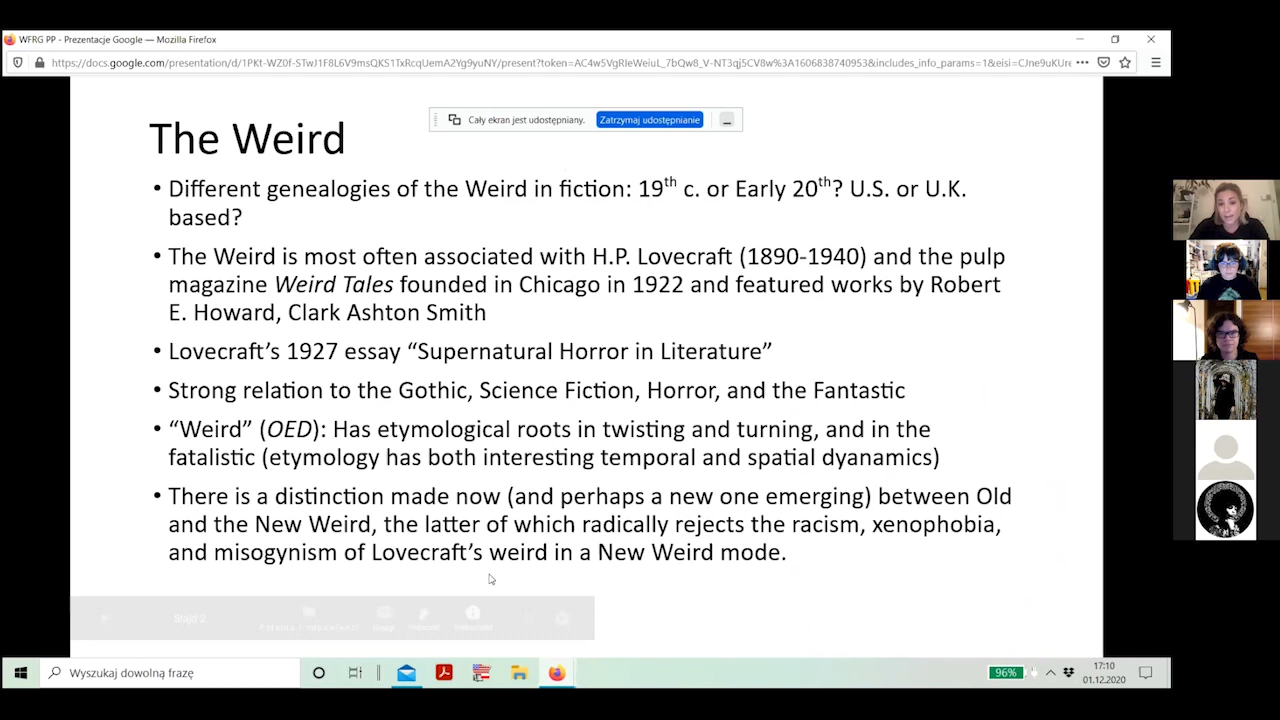 WFRG PP - Prezentacje Google — Mozilla Firefox
The Weird
Cały ekran jest udostępniany. Zatrzymaj udostępnianie
• Different genealogies of the Weird in fiction: 19th c. or Early 20th? U.S. or U.K.
based?
• The Weird is most often associated with H.P. Lovecraft (1890-1940) and the pulp
magazine Weird Tales founded in Chicago in 1922 and featured works by Robert
E. Howard, Clark Ashton Smith
• Lovecraft’s 1927 essay “Supernatural Horror in Literature”
• Strong relation to the Gothic, Science Fiction, Horror, and the Fantastic
• “Weird” (OED): Has etymological roots in twisting and turning, and in the
fatalistic (etymology has both interesting temporal and spatial dyanamics)
• There is a distinction made now (and perhaps a new one emerging) between Old
and the New Weird, the latter of which radically rejects the racism, xenophobia,
and misogynism of Lovecraft’s weird in a New Weird mode.
Slajd 2
Wyszukaj dowolną frazę
96%
17:10
01.12.2020